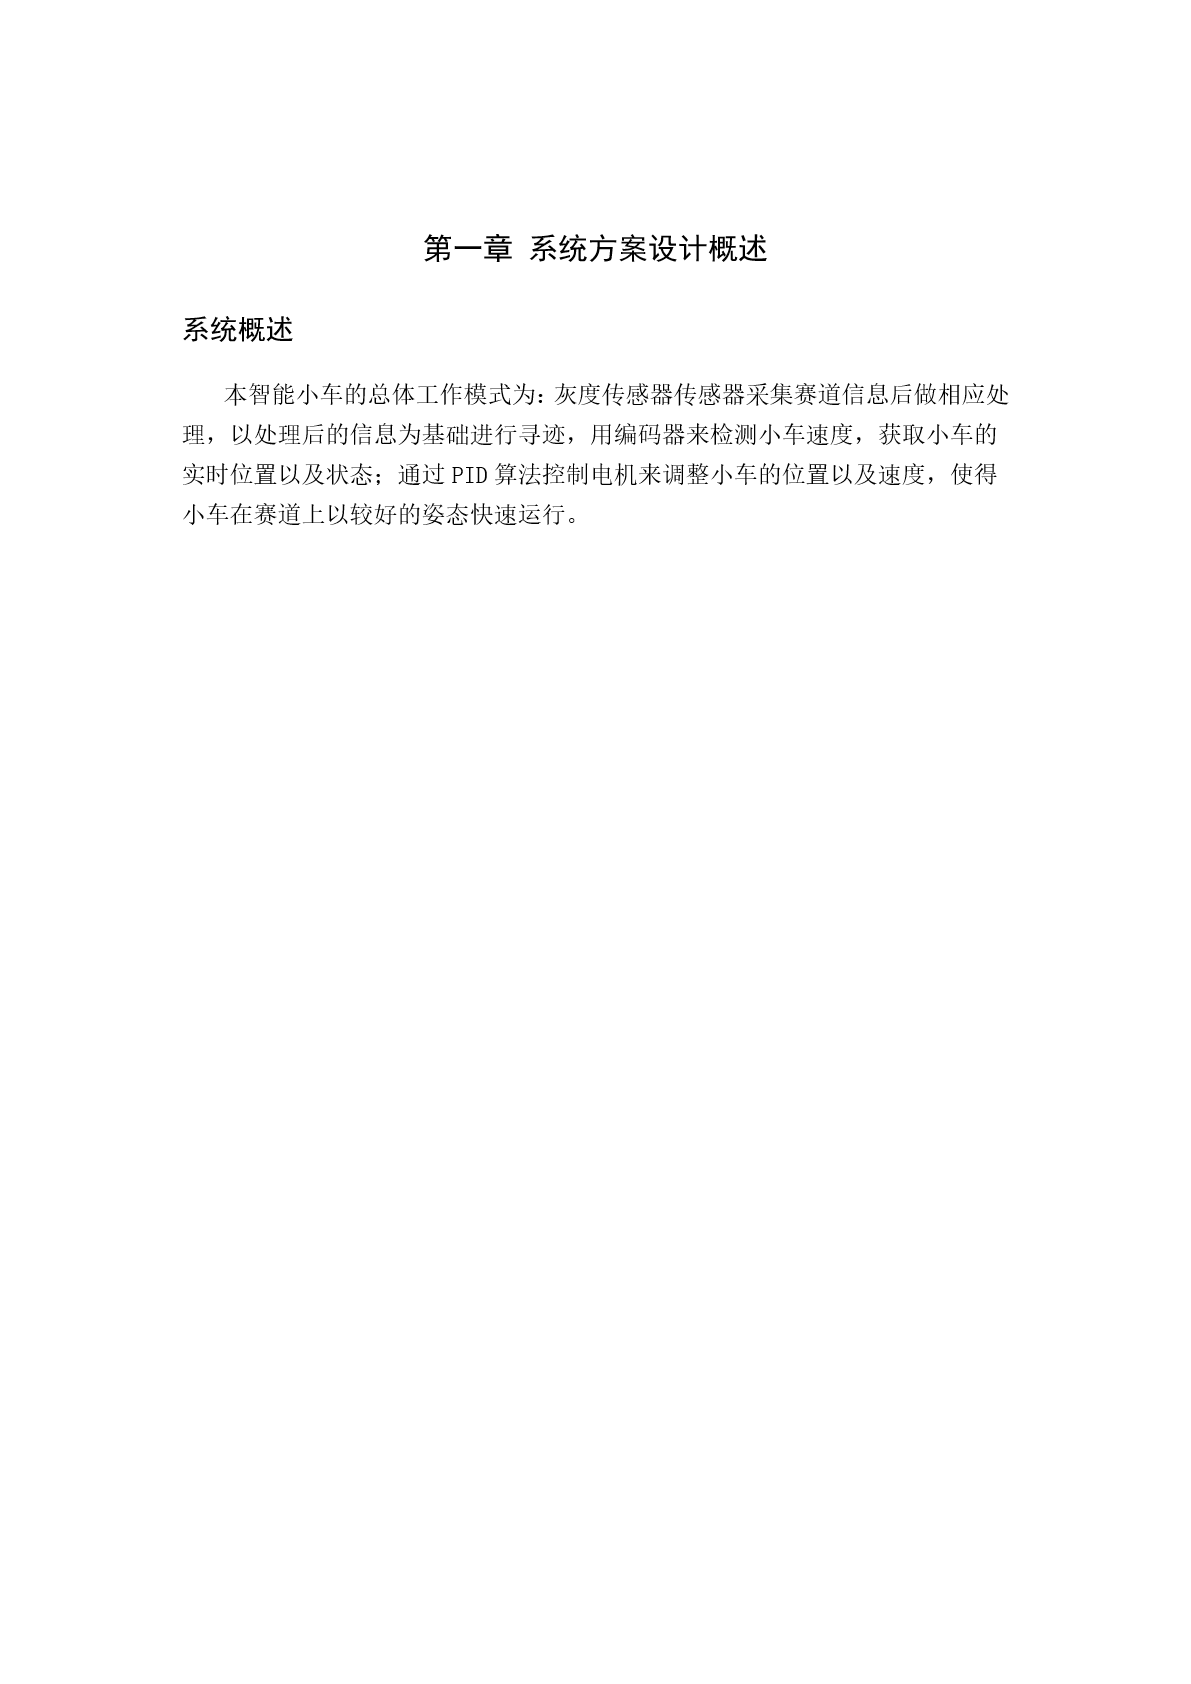 第一章 系统方案设计概述
系统概述
本智能小车的总体工作模式为：灰度传感器传感器采集赛道信息后做相应处
理，以处理后的信息为基础进行寻迹，用编码器来检测小车速度，获取小车的
实时位置以及状态；通过 PID 算法控制电机来调整小车的位置以及速度，使得
小车在赛道上以较好的姿态快速运行。